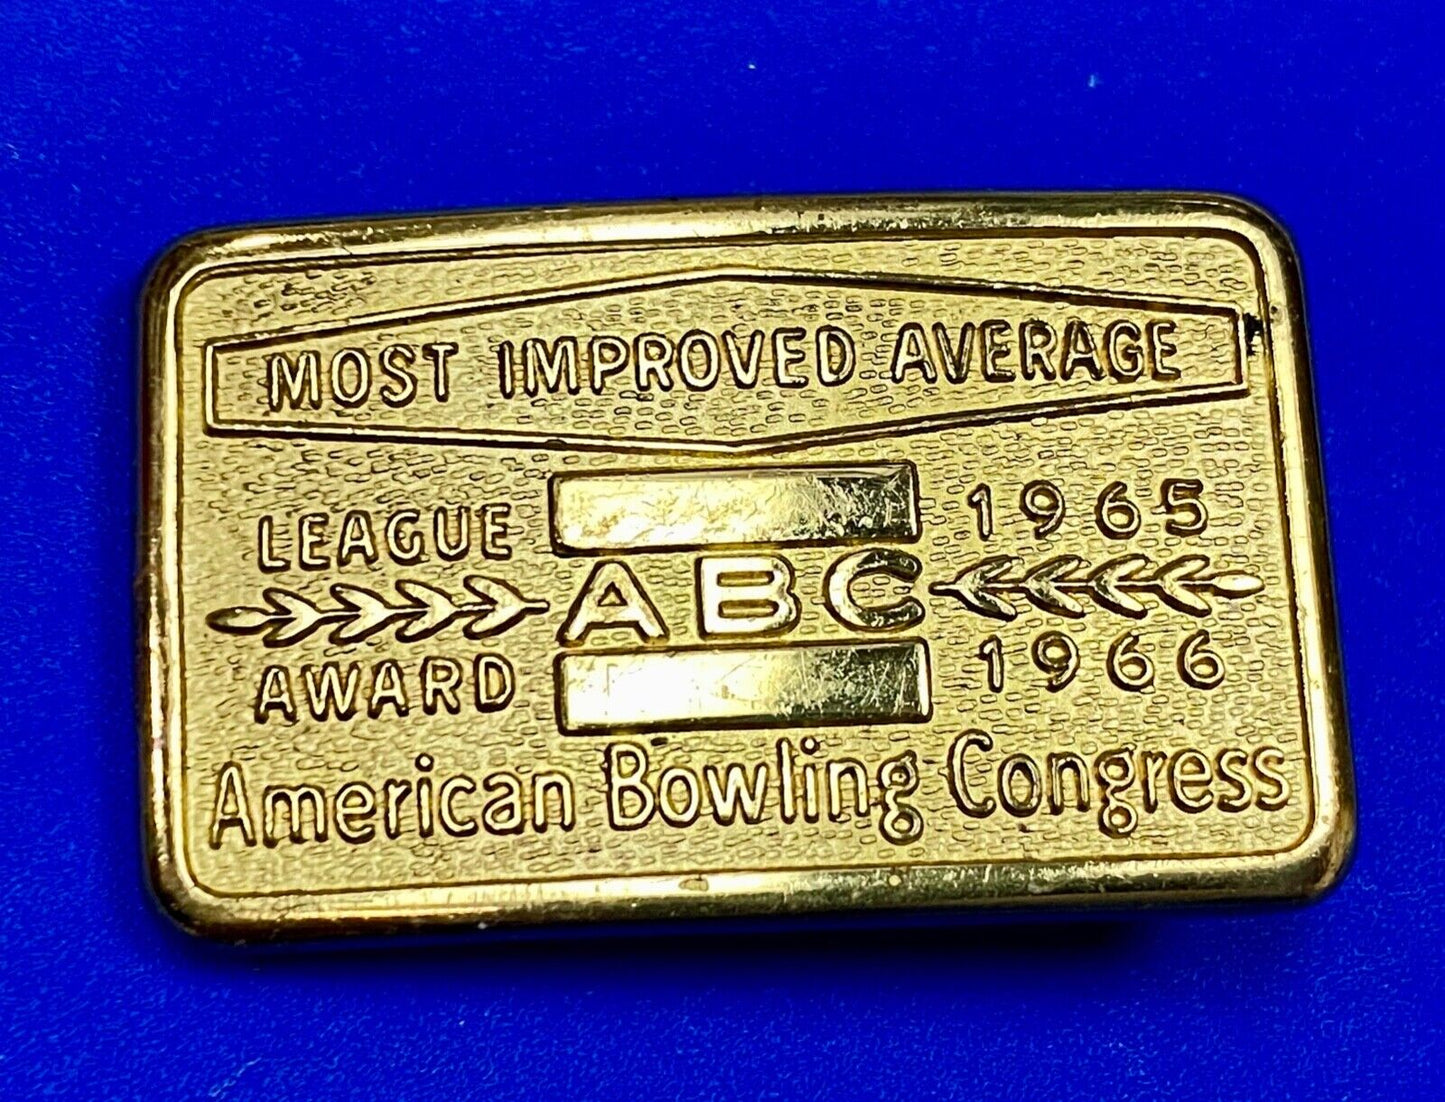 MOST IMPROVED AVERAGE
LEAGUE 1965
ABC
AWARD 1966
American Bowling Congress